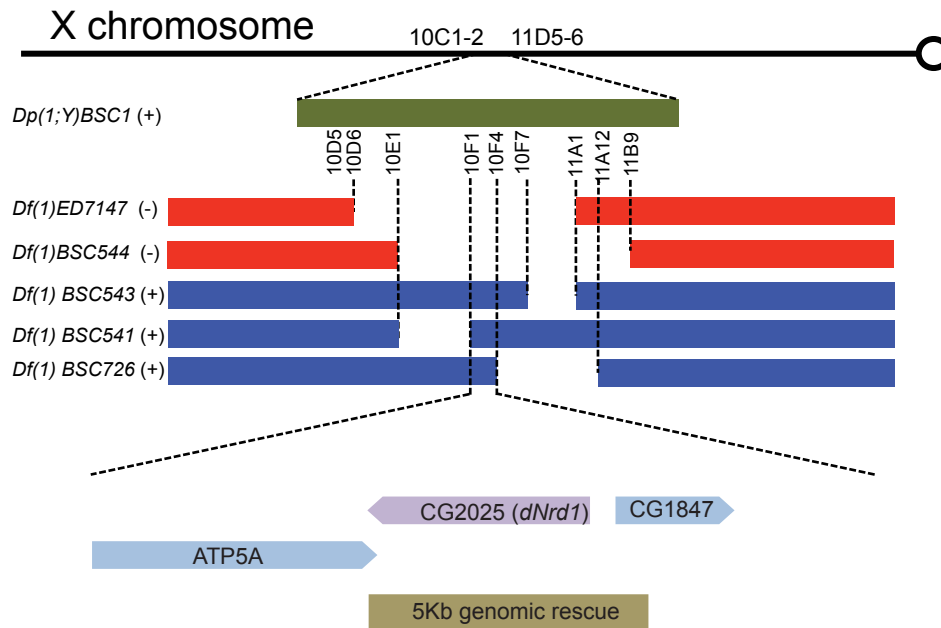 X chromosome
10C1-2 11D5-6
Dp(1;Y)BSC1 (+)
10D5
10D6
10E1
10F1
10F4
10F7
11A1
11A12
11B9
Df(1)ED7147 (-)
Df(1)BSC544 (-)
Df(1) BSC543 (+)
Df(1) BSC541 (+)
Df(1) BSC726 (+)
CG2025 (dNrd1)
CG1847
ATP5A
5Kb genomic rescue